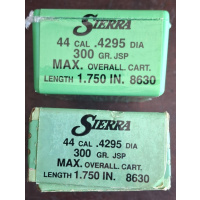 SIERRA
44 CAL .4295 DIA
300 GR. JSP
MAX. OVERALL. CART.
LENGTH 1.750 IN. 8630
SIERRA
44 CAL .4295 DIA
300 GR. JSP
MAX. OVERALL. CART.
LENGTH 1.750 IN. 8630